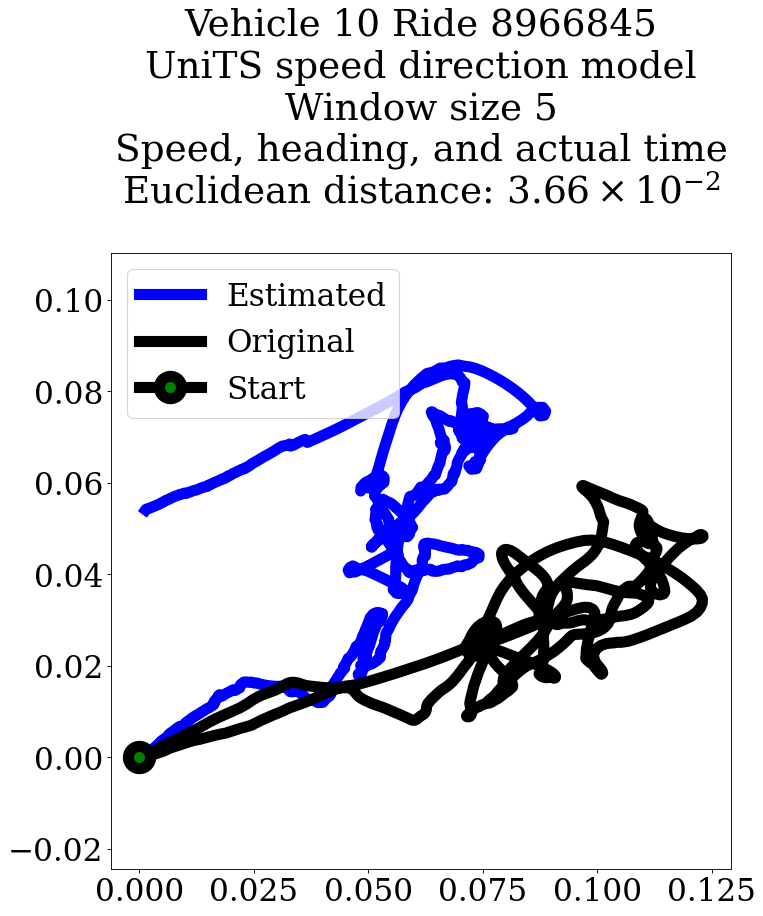 Vehicle 10 Ride 8966845
UniTS speed direction model
Window size 5
Speed, heading, and actual time
Euclidean distance: 3.66 × 10⁻²
Estimated
Original
Start
0.10
0.08
0.06
0.04
0.02
0.00
−0.02
0.000 0.025 0.050 0.075 0.100 0.125